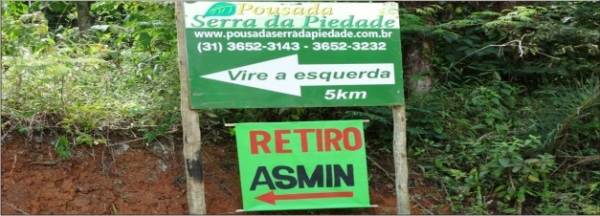 Pousada
Serra da Piedade
www.pousadaserradapiedade.com.br
(31) 3652-3143 - 3652-3232
Vire a esquerda
5km
RETIRO
ASMIN